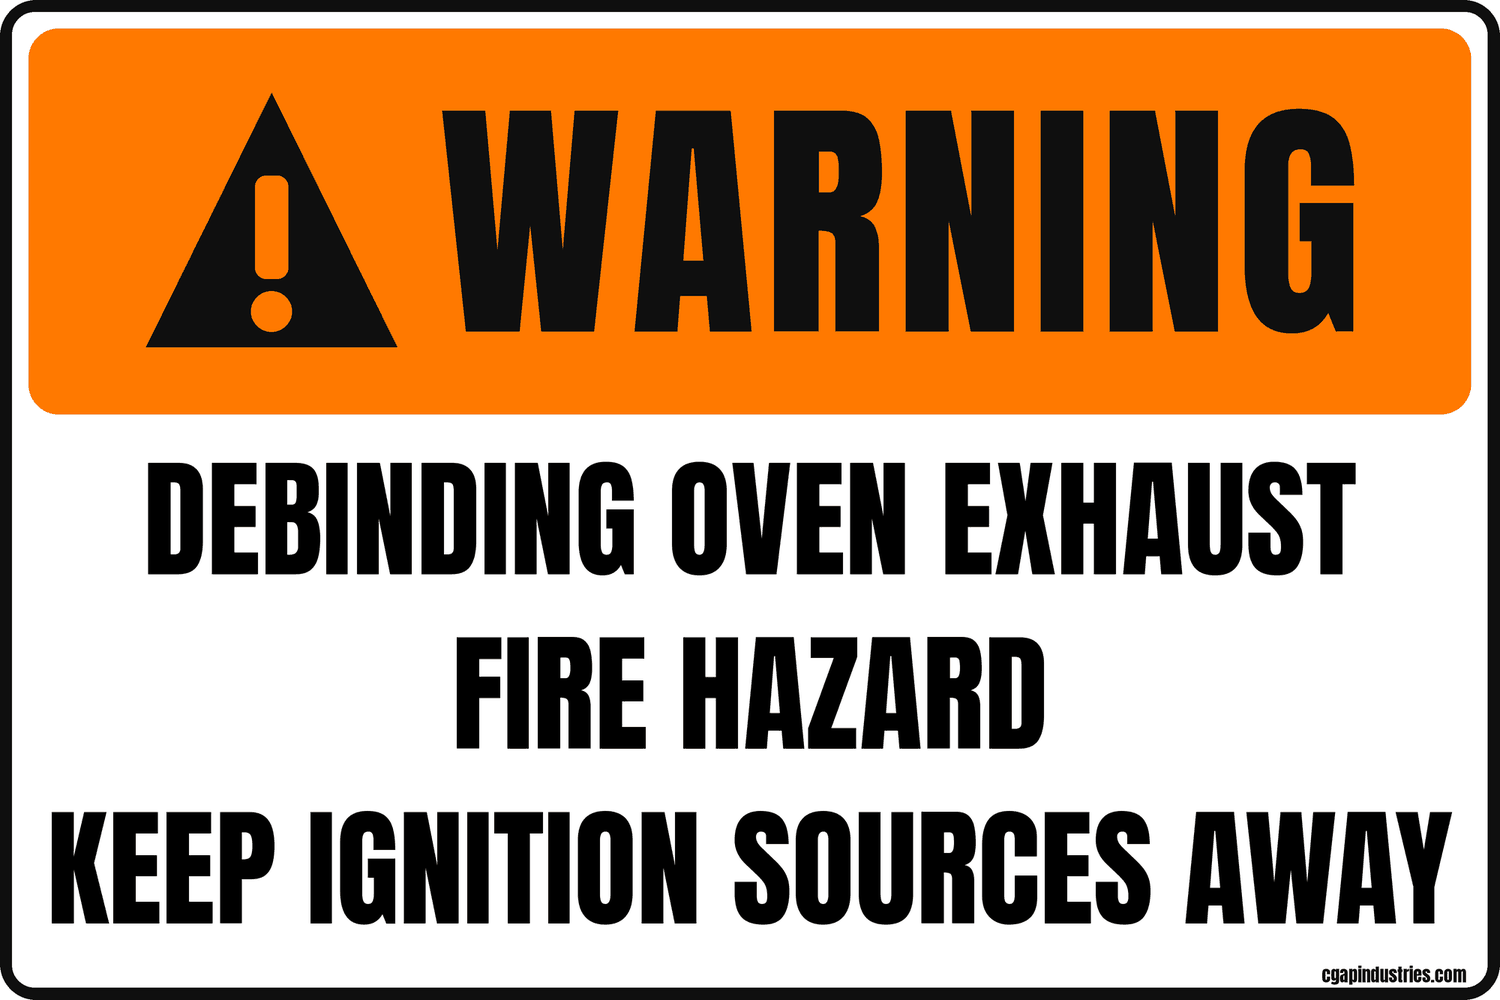 WARNING
DEBINDING OVEN EXHAUST
FIRE HAZARD
KEEP IGNITION SOURCES AWAY
cgapindustries.com